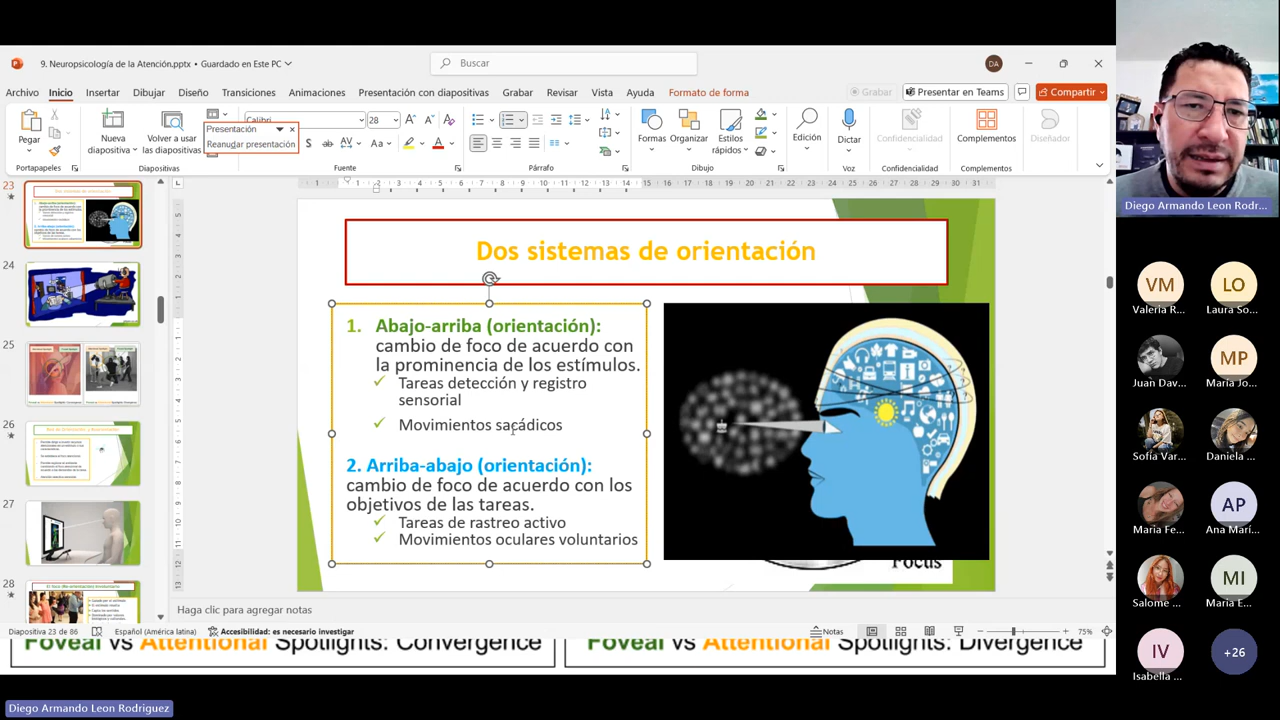 9. Neuropsicología de la Atención.pptx • Guardado en Este PC
Buscar
DA
Archivo Inicio Insertar Dibujar Diseño Transiciones Animaciones Presentación con diapositivas Grabar Revisar Vista Ayuda Formato de forma
Grabar Presentar en Teams Compartir
Pegar
Nueva diapositiva
Volver a usar las diapositivas
Presentación
Reanudar presentación
Calibri 28
Formas Organizar Estilos rápidos
Edición
Dictar
Confidencialidad
Complementos
Diseñador
Portapapeles Diapositivas Fuente Párrafo Dibujo Voz Confidencialidad Complementos
23
24
25
26
27
28
Dos sistemas de orientación
1. Abajo-arriba (orientación):
cambio de foco de acuerdo con
la prominencia de los estímulos.
✓ Tareas detección y registro
sensorial
✓ Movimientos sacádicos
2. Arriba-abajo (orientación):
cambio de foco de acuerdo con los
objetivos de las tareas.
✓ Tareas de rastreo activo
✓ Movimientos oculares voluntarios
Focus
Haga clic para agregar notas
Diapositiva 23 de 86 Español (América latina) Accesibilidad: es necesario investigar Notas 75%
Foveal vs Attentional Spotlights: Convergence
Foveal vs Attentional Spotlights: Divergence
Diego Armando Leon Rodriguez
Diego Armando Leon Rodr...
VM
Valeria R...
LO
Laura So...
Juan Dav...
MP
Maria Jo...
Sofía Var...
Daniela ...
Maria Fe...
AP
Ana Marí...
Salome ...
MI
Maria E...
IV
Isabella ...
+26